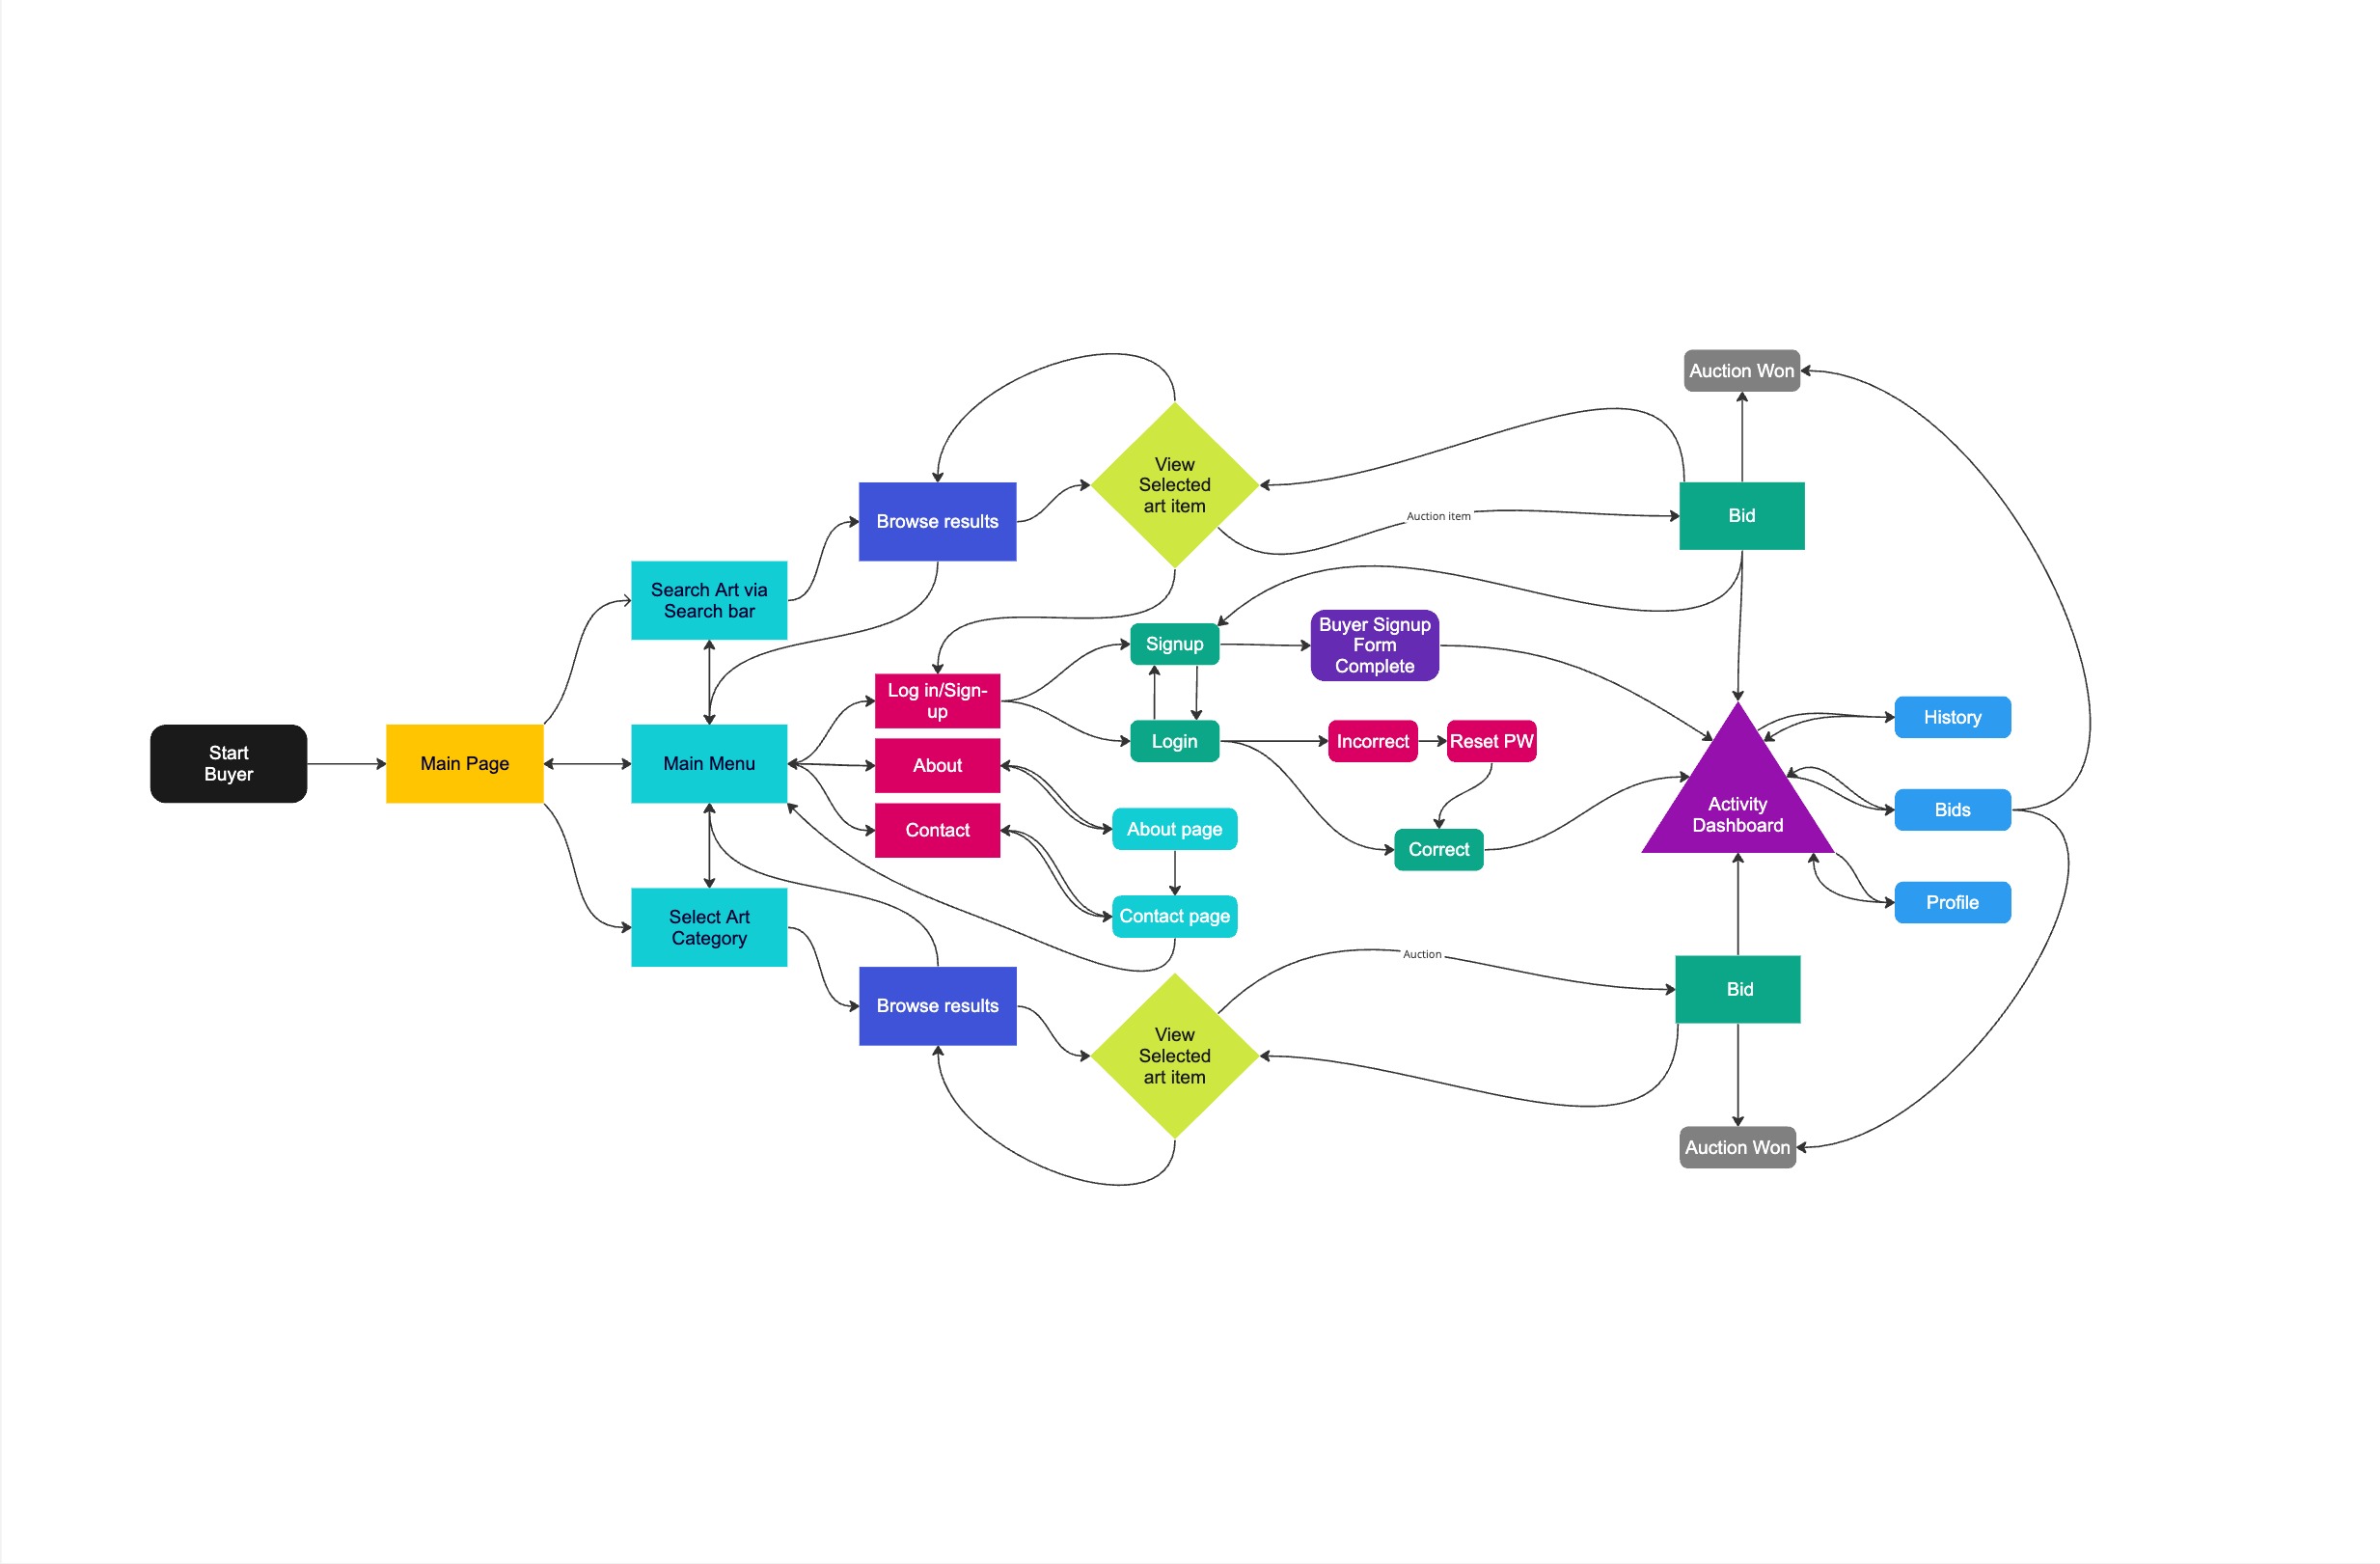 Auction Won
View
Selected
art item
Browse results
Auction item
Bid
Search Art via
Search bar
Signup
Buyer Signup
Form
Complete
Log in/Sign-
up
History
Start
Buyer
Main Page
Main Menu
About
Login
Incorrect
Reset PW
Activity
Dashboard
Bids
Contact
About page
Correct
Select Art
Category
Contact page
Profile
Auction
Browse results
Bid
View
Selected
art item
Auction Won